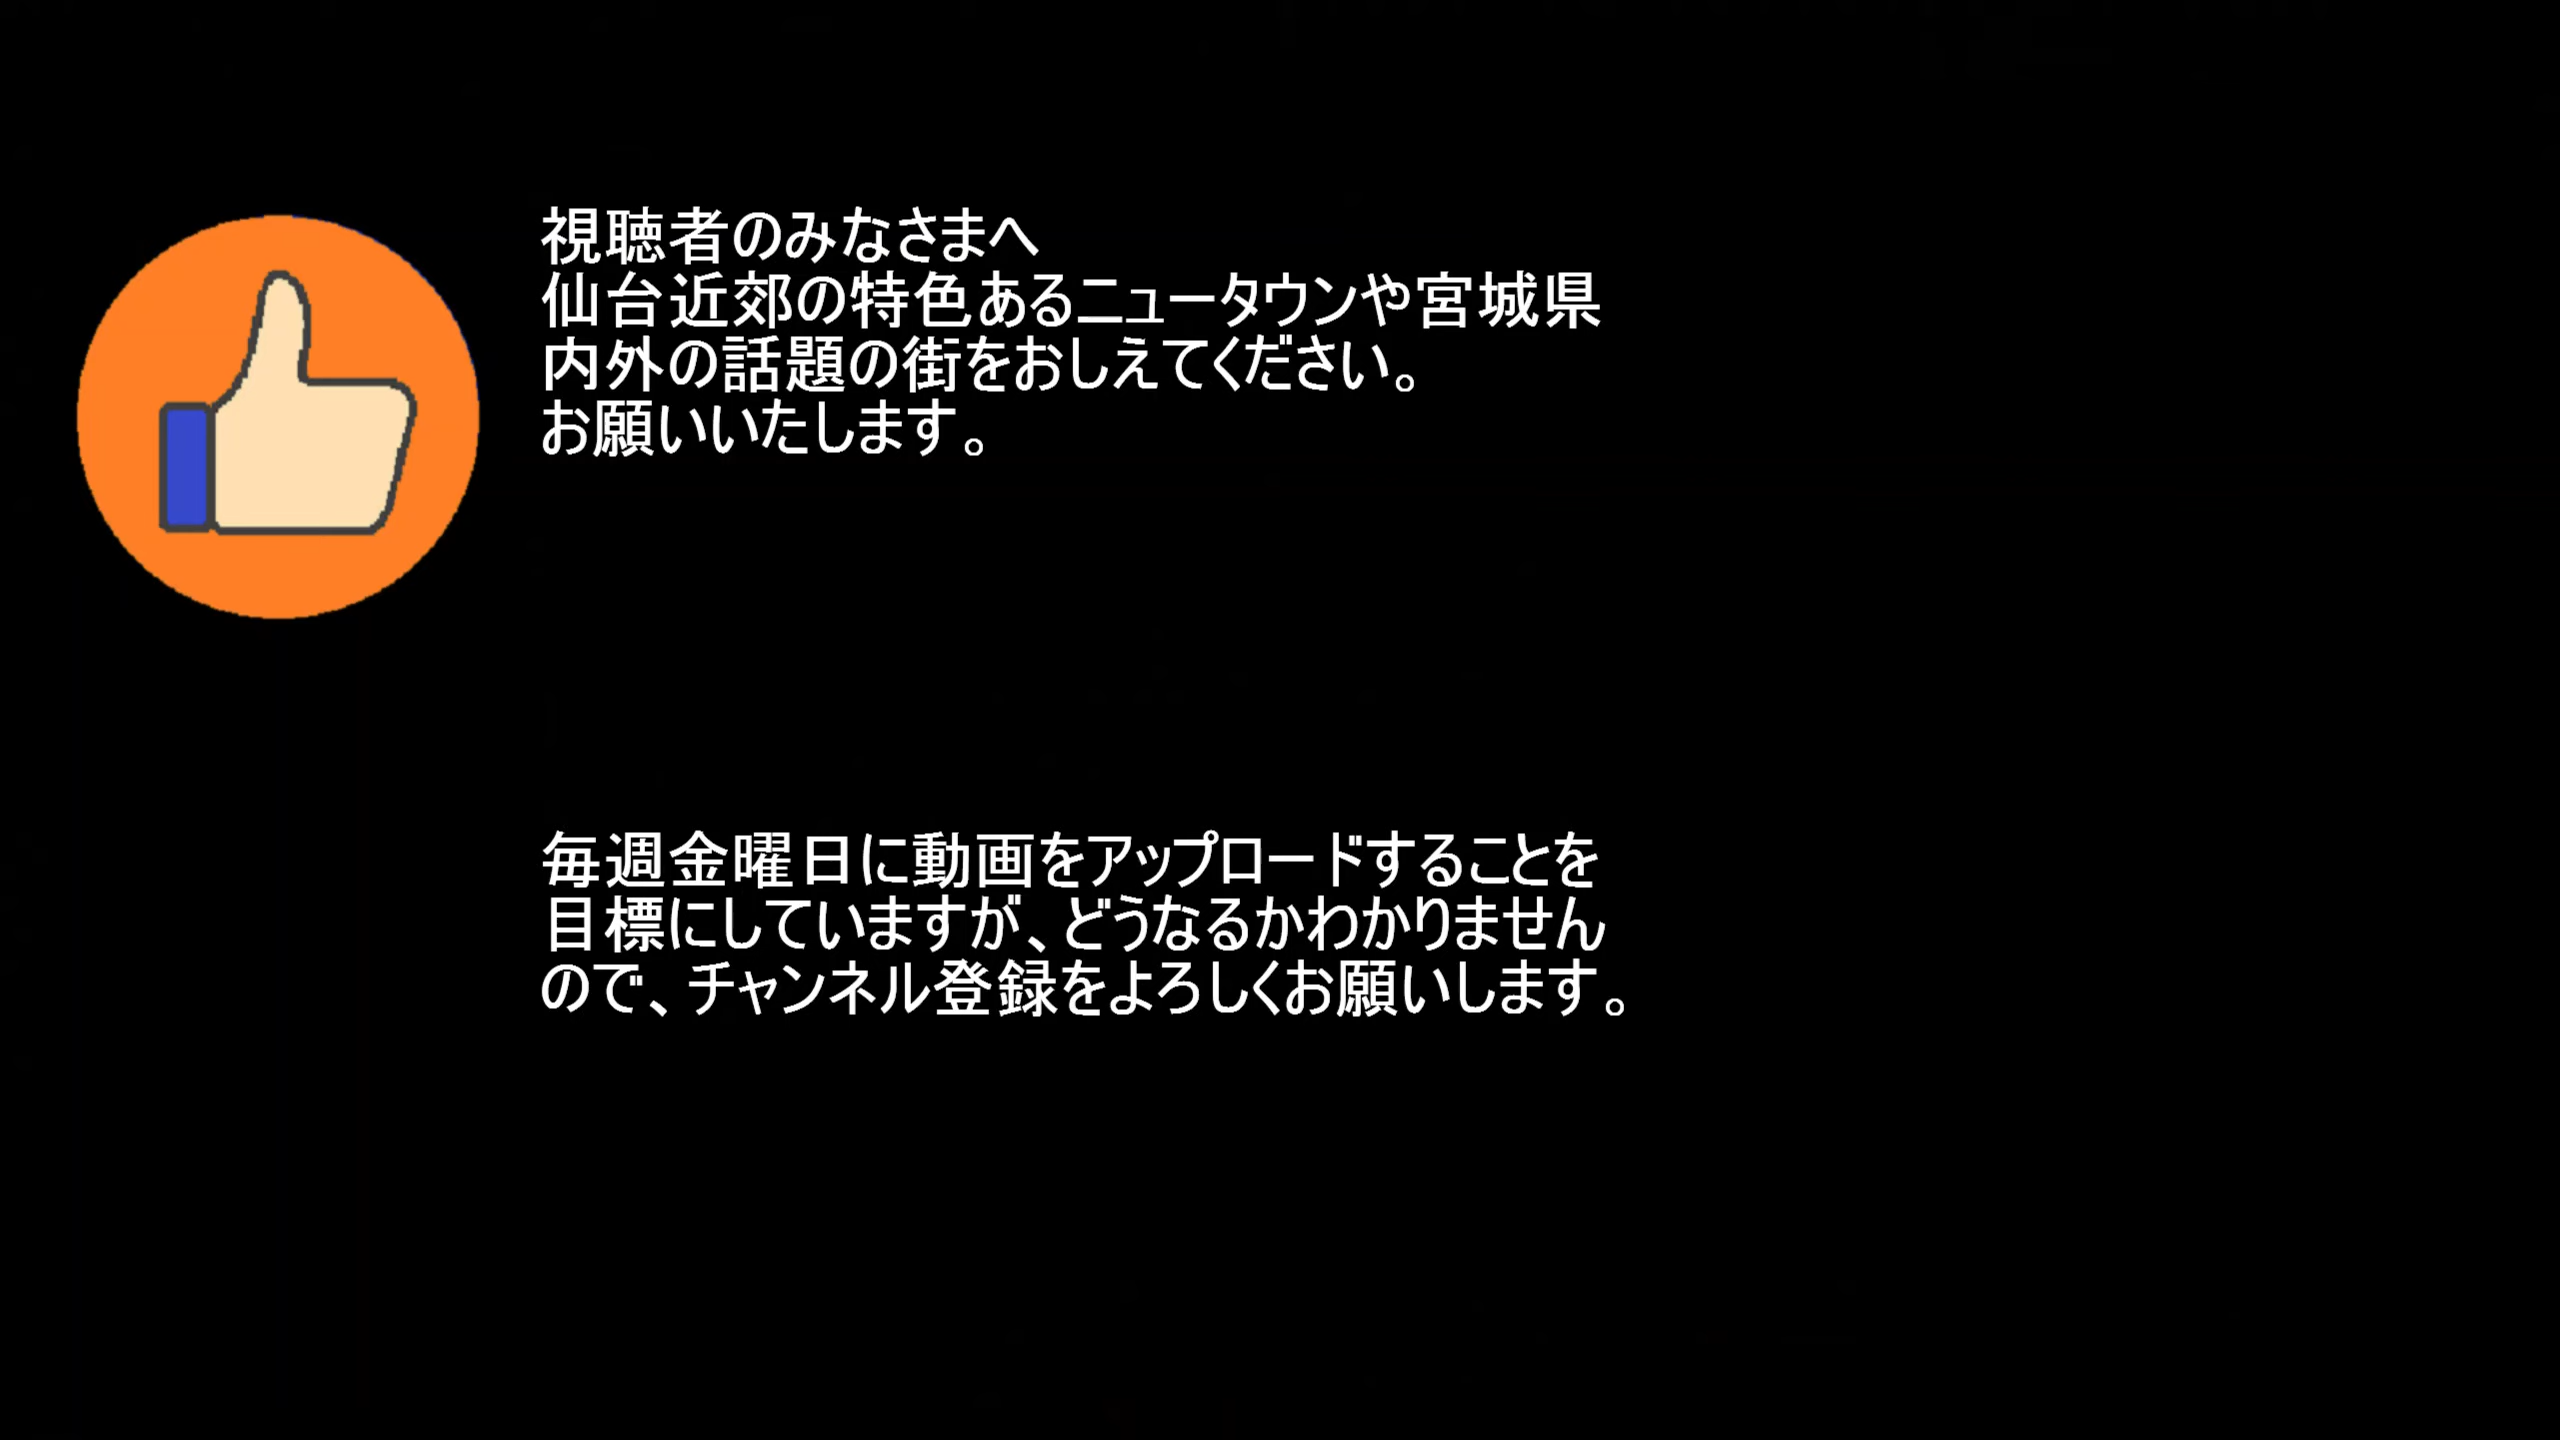 視聴者のみなさまへ
仙台近郊の特色あるニュータウンや宮城県
内外の話題の街をおしえてください。
お願いいたします。
毎週金曜日に動画をアップロードすることを
目標にしていますが、どうなるかわかりません
ので、チャンネル登録をよろしくお願いします。